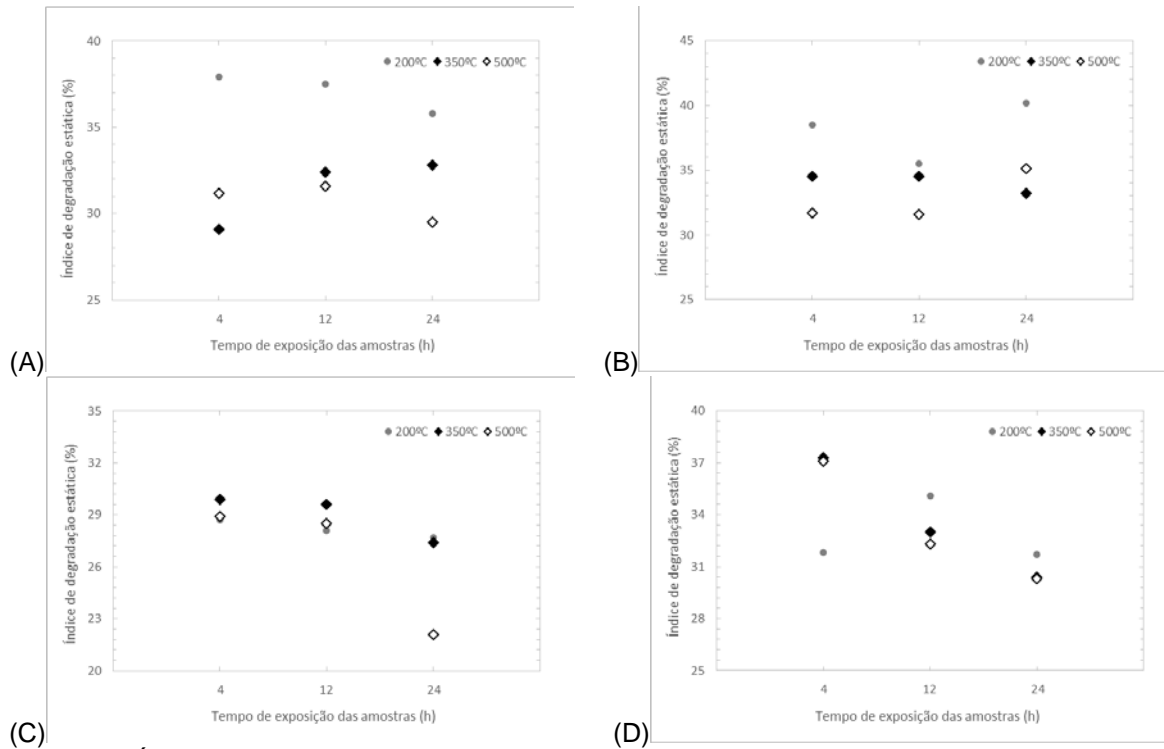 40
35
30
25
Índice de degradação estática (%)
200ºC 350ºC 500ºC
4 12 24
Tempo de exposição das amostras (h)
(A)
45
40
35
30
25
Índice de degradação estática (%)
200ºC 350ºC 500ºC
4 12 24
Tempo de exposição das amostras (h)
(B)
35
32
29
26
23
20
Índice de degradação estática (%)
200ºC 350ºC 500ºC
4 12 24
Tempo de exposição das amostras (h)
(C)
40
37
34
31
28
25
Índice de degradação estática (%)
200ºC 350ºC 500ºC
4 12 24
Tempo de exposição das amostras (h)
(D)